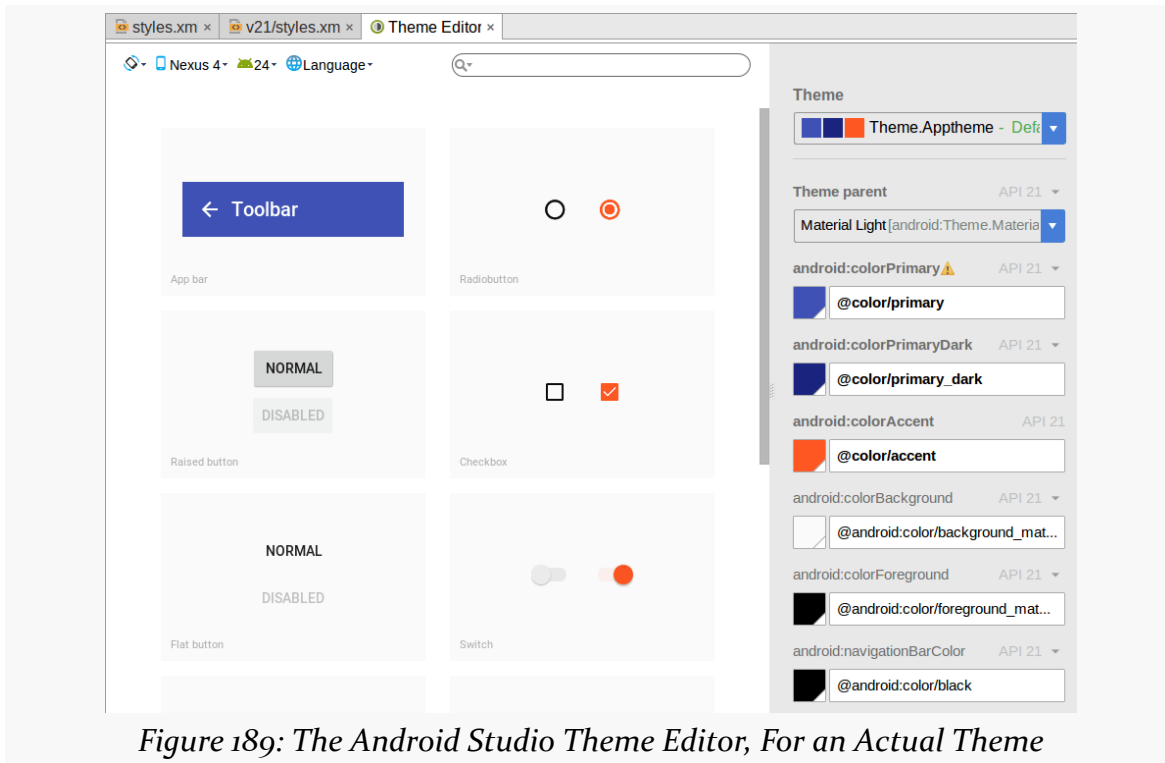 styles.xm × v21/styles.xm × Theme Editor ×
Nexus 4 24 Language
Theme
Theme.Apptheme - Defa
Toolbar
App bar
Radiobutton
Theme parent API 21
Material Light [android:Theme.Materia
android:colorPrimary API 21
@color/primary
NORMAL
DISABLED
Raised button
Checkbox
android:colorPrimaryDark API 21
@color/primary_dark
android:colorAccent API 21
@color/accent
NORMAL
DISABLED
Flat button
Switch
android:colorBackground API 21
@android:color/background_mat...
android:colorForeground API 21
@android:color/foreground_mat...
android:navigationBarColor API 21
@android:color/black
Figure 189: The Android Studio Theme Editor, For an Actual Theme